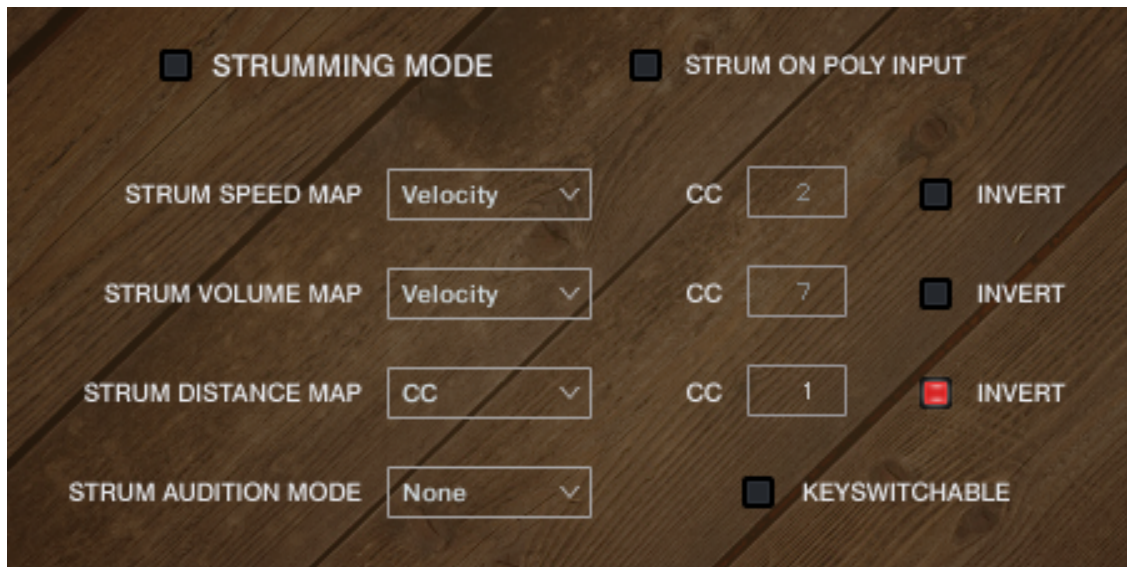 STRUMMING MODE STRUM ON POLY INPUT
STRUM SPEED MAP Velocity CC 2 INVERT
STRUM VOLUME MAP Velocity CC 7 INVERT
STRUM DISTANCE MAP CC CC 1 INVERT
STRUM AUDITION MODE None KEYSWITCHABLE